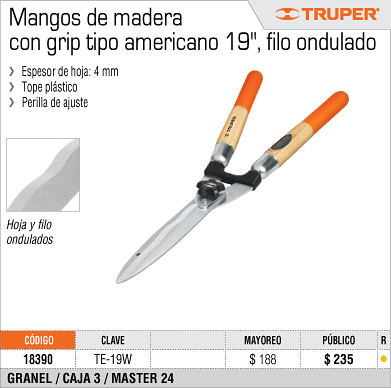 Mangos de madera
con grip tipo americano 19", filo ondulado
TRUPER
Espesor de hoja: 4 mm
Tope plástico
Perilla de ajuste
TRUPER
Hoja y filo
ondulados
CÓDIGO CLAVE MAYOREO PÚBLICO R
18390 TE-19W $ 188 $ 235
GRANEL / CAJA 3 / MASTER 24